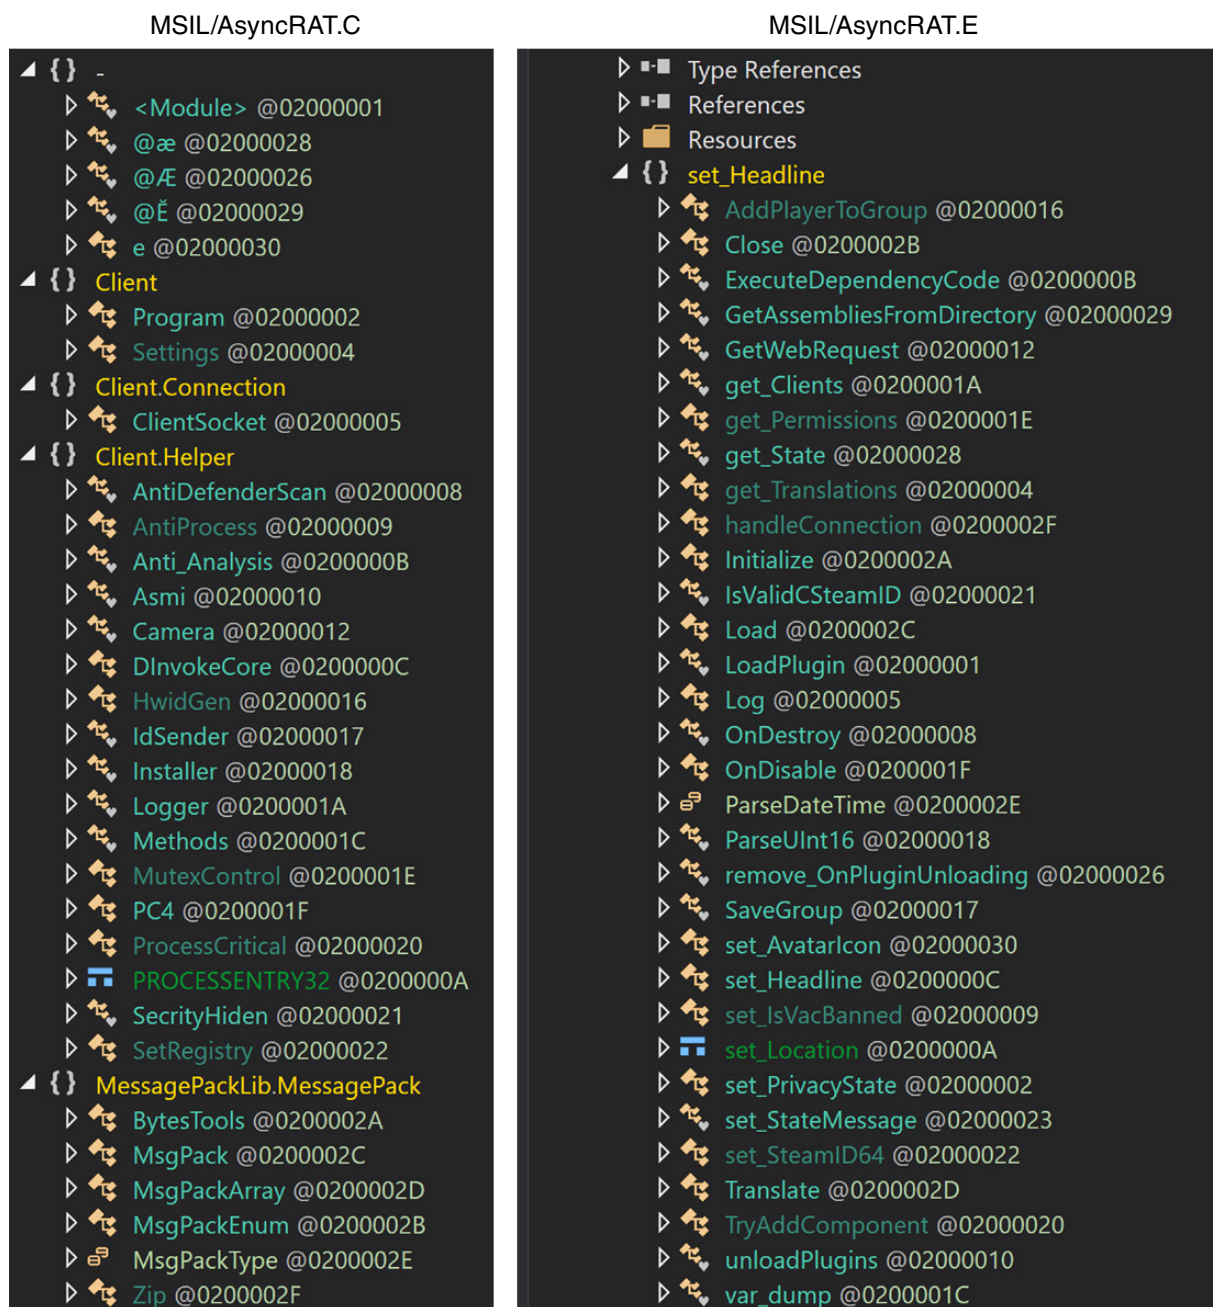 MSIL/AsyncRAT.C
{ } -
<Module> @02000001
@æ @02000028
@Æ @02000026
@Ě @02000029
e @02000030
{ } Client
Program @02000002
Settings @02000004
{ } Client.Connection
ClientSocket @02000005
{ } Client.Helper
AntiDefenderScan @02000008
AntiProcess @02000009
Anti_Analysis @0200000B
Asmi @02000010
Camera @02000012
DInvokeCore @0200000C
HwidGen @02000016
IdSender @02000017
Installer @02000018
Logger @0200001A
Methods @0200001C
MutexControl @0200001E
PC4 @0200001F
ProcessCritical @02000020
PROCESSENTRY32 @0200000A
SecrityHiden @02000021
SetRegistry @02000022
{ } MessagePackLib.MessagePack
BytesTools @0200002A
MsgPack @0200002C
MsgPackArray @0200002D
MsgPackEnum @0200002B
MsgPackType @0200002E
Zip @0200002F
MSIL/AsyncRAT.E
Type References
References
Resources
{ } set_Headline
AddPlayerToGroup @02000016
Close @0200002B
ExecuteDependencyCode @0200000B
GetAssembliesFromDirectory @02000029
GetWebRequest @02000012
get_Clients @0200001A
get_Permissions @0200001E
get_State @02000028
get_Translations @02000004
handleConnection @0200002F
Initialize @0200002A
IsValidCSteamID @02000021
Load @0200002C
LoadPlugin @02000001
Log @02000005
OnDestroy @02000008
OnDisable @0200001F
ParseDateTime @0200002E
ParseUInt16 @02000018
remove_OnPluginUnloading @02000026
SaveGroup @02000017
set_AvatarIcon @02000030
set_Headline @0200000C
set_IsVacBanned @02000009
set_Location @0200000A
set_PrivacyState @02000002
set_StateMessage @02000023
set_SteamID64 @02000022
Translate @0200002D
TryAddComponent @02000020
unloadPlugins @02000010
var_dump @0200001C